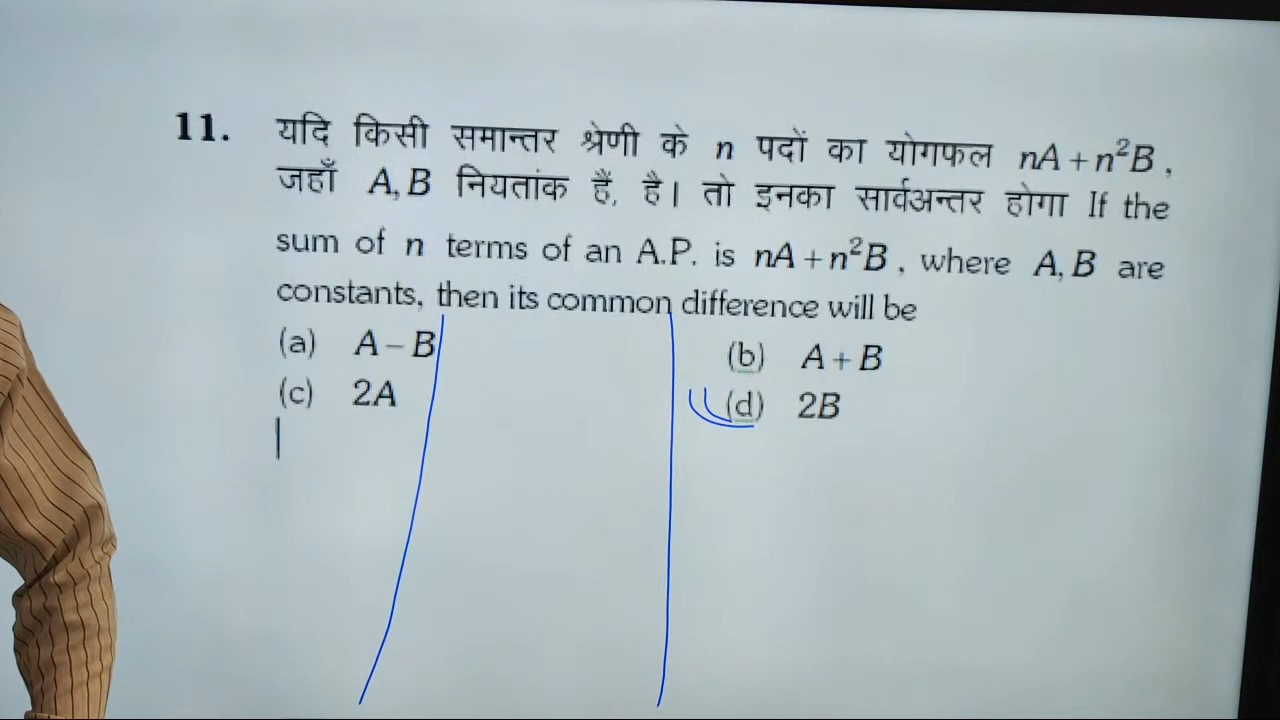 11. यदि किसी समान्तर श्रेणी के n पदों का योगफल nA + n²B ,
जहाँ A, B नियतांक हैं, है। तो इनका सार्वअन्तर होगा If the
sum of n terms of an A.P. is nA + n²B , where A, B are
constants, then its common difference will be
(a) A – B (b) A + B
(c) 2A (d) 2B